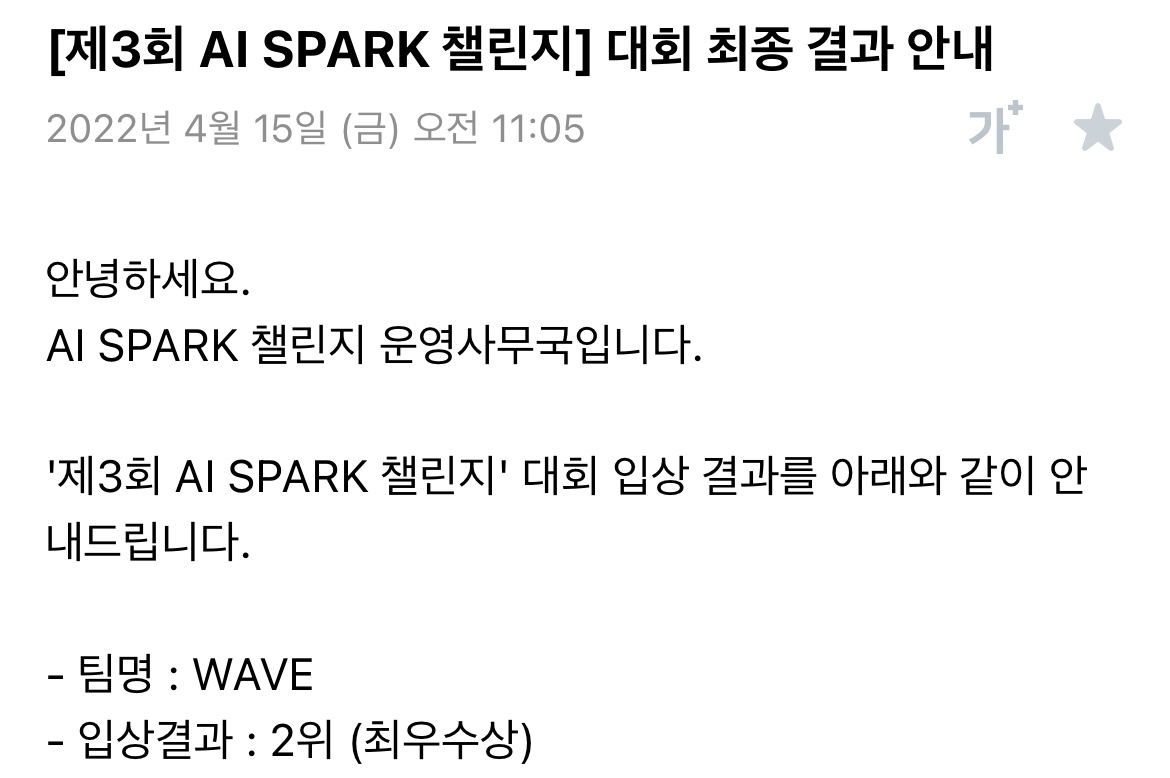 [제3회 AI SPARK 챌린지] 대회 최종 결과 안내
2022년 4월 15일 (금) 오전 11:05
가+
안녕하세요.
AI SPARK 챌린지 운영사무국입니다.
'제3회 AI SPARK 챌린지' 대회 입상 결과를 아래와 같이 안
내드립니다.
- 팀명 : WAVE
- 입상결과 : 2위 (최우수상)